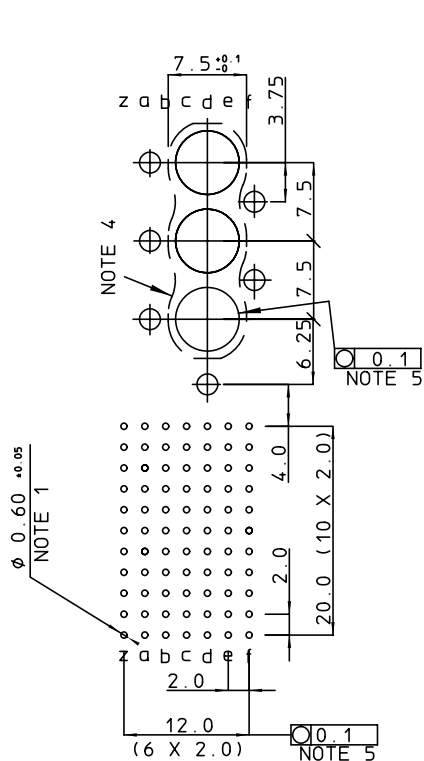 7.5 +0.1 -0
z a b c d e f
3.75
7.5
NOTE 4
7.5
6.25
0.1
NOTE 5
4.0
20.0 (10 X 2.0)
Ø 0.60 ±0.05
NOTE 1
2.0
z a b c d e f
2.0
12.0
(6 X 2.0)
0.1
NOTE 5